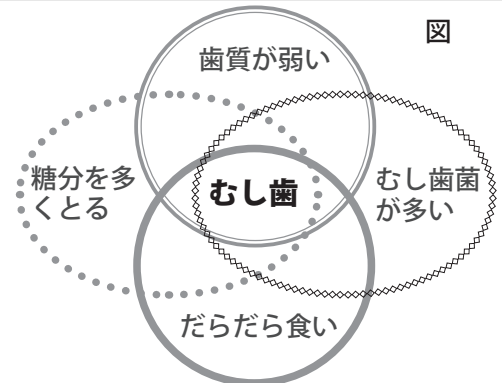 図
歯質が弱い
糖分を多
くとる
むし歯
むし歯菌
が多い
だらだら食い